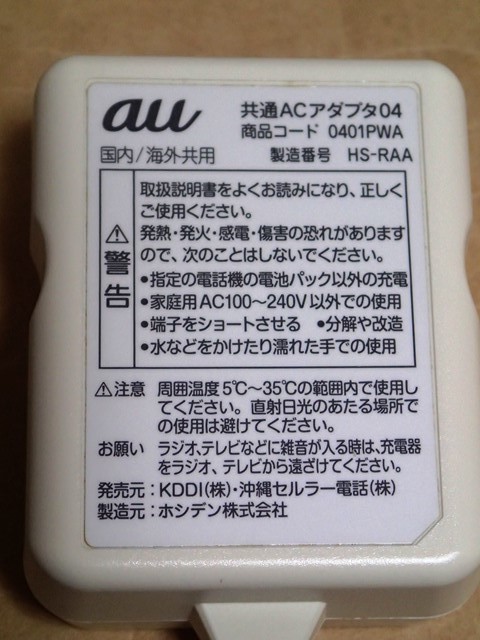 au
共通ACアダプタ04
商品コード 0401PWA
国内/海外共用 製造番号 HS-RAA
⚠警告
取扱説明書をよくお読みになり、正しく
ご使用ください。
発熱・発火・感電・傷害の恐れがあります
ので、次のことはしないでください。
•指定の電話機の電池パック以外の充電
•家庭用AC100〜240V以外での使用
•端子をショートさせる •分解や改造
•水などをかけたり濡れた手での使用
⚠注意 周囲温度5℃〜35℃の範囲内で使用し
てください。直射日光のあたる場所で
の使用は避けてください。
お願い ラジオ、テレビなどに雑音が入る時は、充電器
をラジオ、テレビから遠ざけてください。
発売元:KDDI(株)・沖縄セルラー電話(株)
製造元:ホシデン株式会社